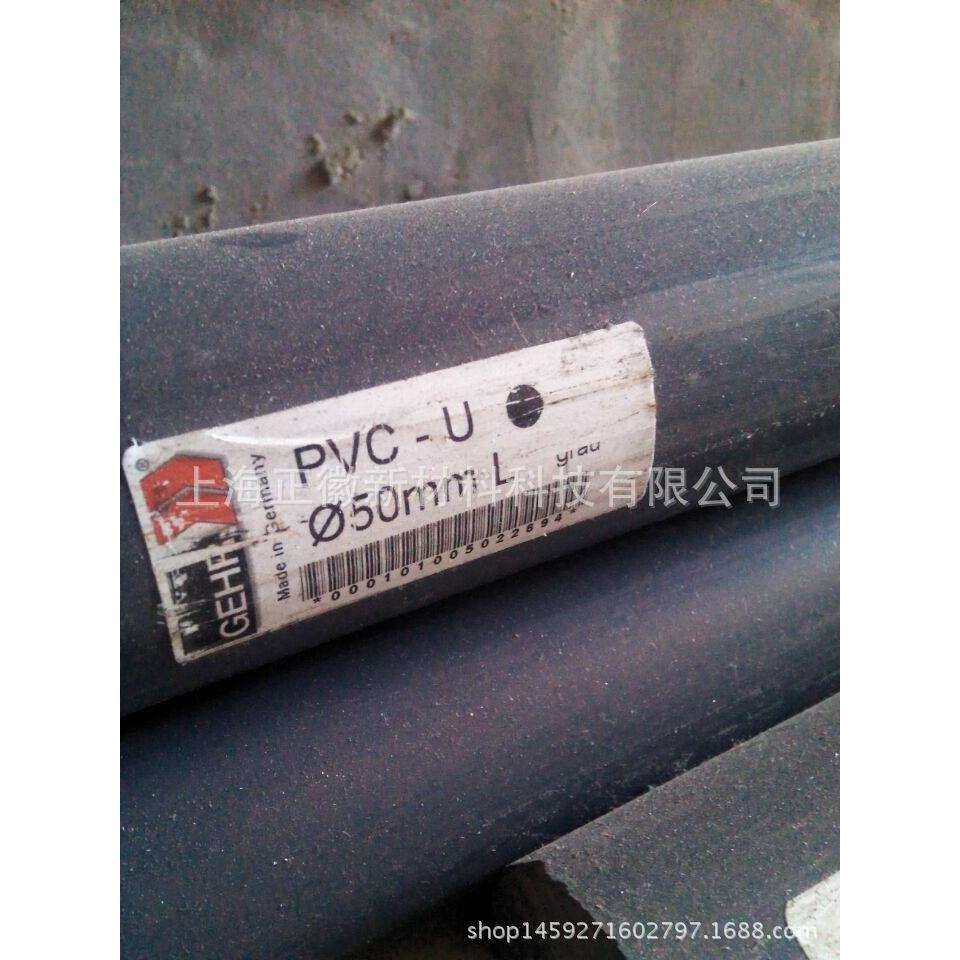 PVC - U
Ø50mm L
grau
*000101005022894
Made in Germany
GEHR
®
上海正徽新材料科技有限公司
shop1459271602797.1688.com